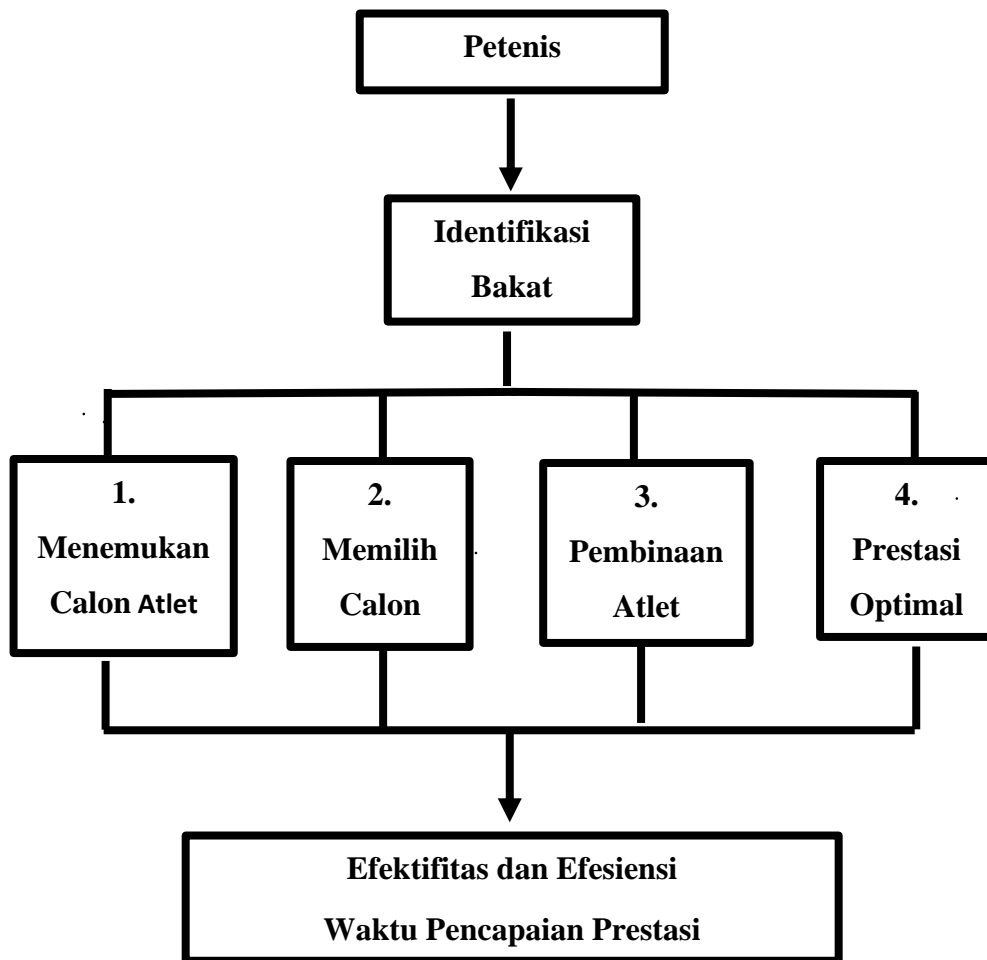 Petenis
Identifikasi
Bakat
1.
Menemukan
Calon Atlet
2.
Memilih
Calon
3.
Pembinaan
Atlet
4.
Prestasi
Optimal
Efektifitas dan Efesiensi
Waktu Pencapaian Prestasi